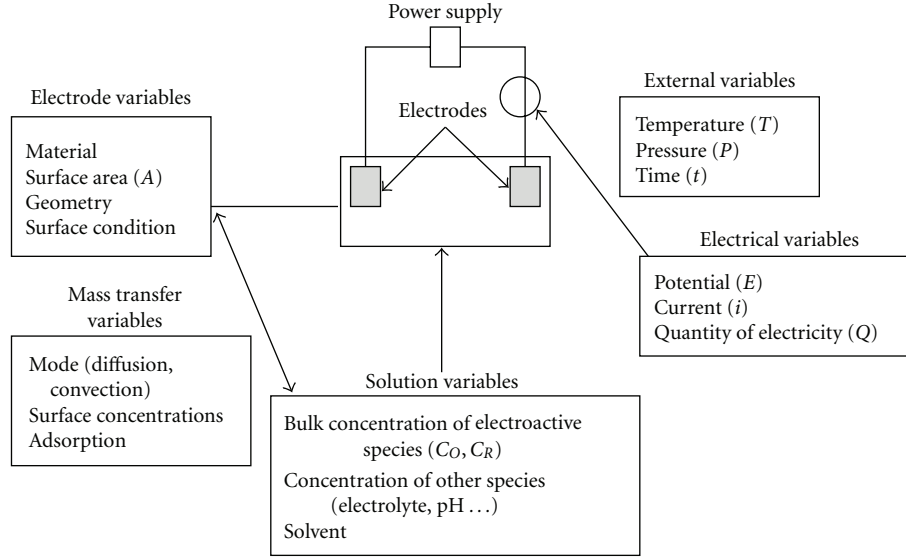 Power supply
Electrodes
Electrode variables
Material
Surface area (A)
Geometry
Surface condition
External variables
Temperature (T)
Pressure (P)
Time (t)
Electrical variables
Potential (E)
Current (i)
Quantity of electricity (Q)
Mass transfer
variables
Mode (diffusion,
convection)
Surface concentrations
Adsorption
Solution variables
Bulk concentration of electroactive
species (C_O, C_R)
Concentration of other species
(electrolyte, pH ...)
Solvent